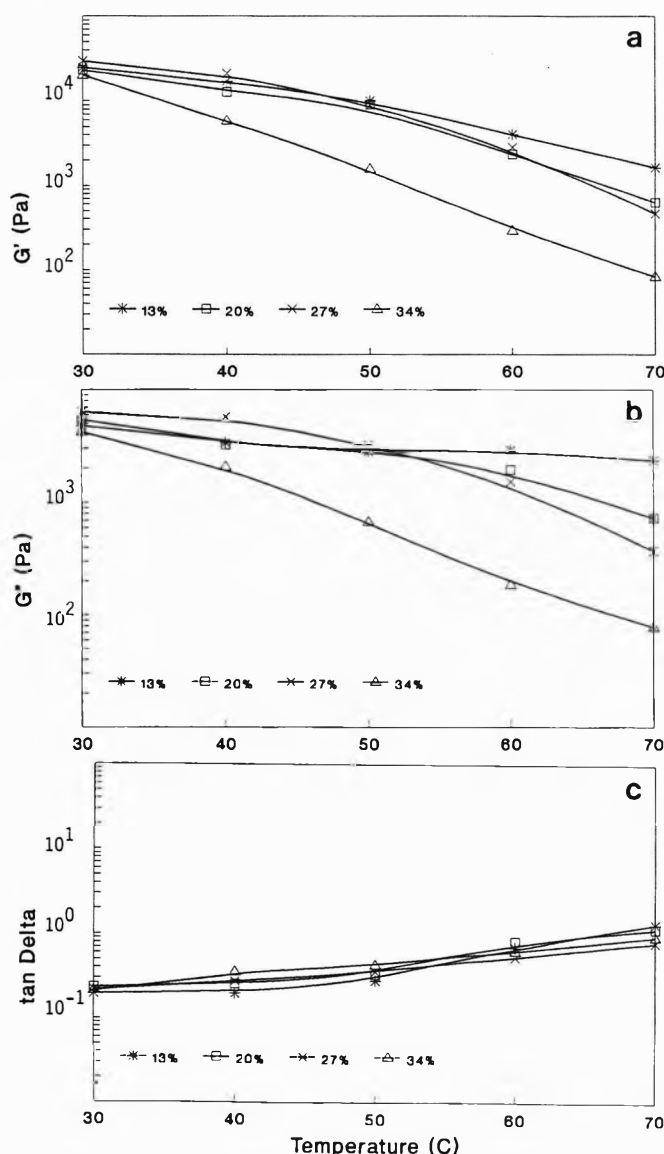 a
10⁴
10³
10²
G' (Pa)
13% 20% 27% 34%
30 40 50 60 70
b
10³
10²
G" (Pa)
13% 20% 27% 34%
30 40 50 60 70
c
10¹
10⁰
10⁻¹
tan Delta
13% 20% 27% 34%
30 40 50 60 70
Temperature (C)